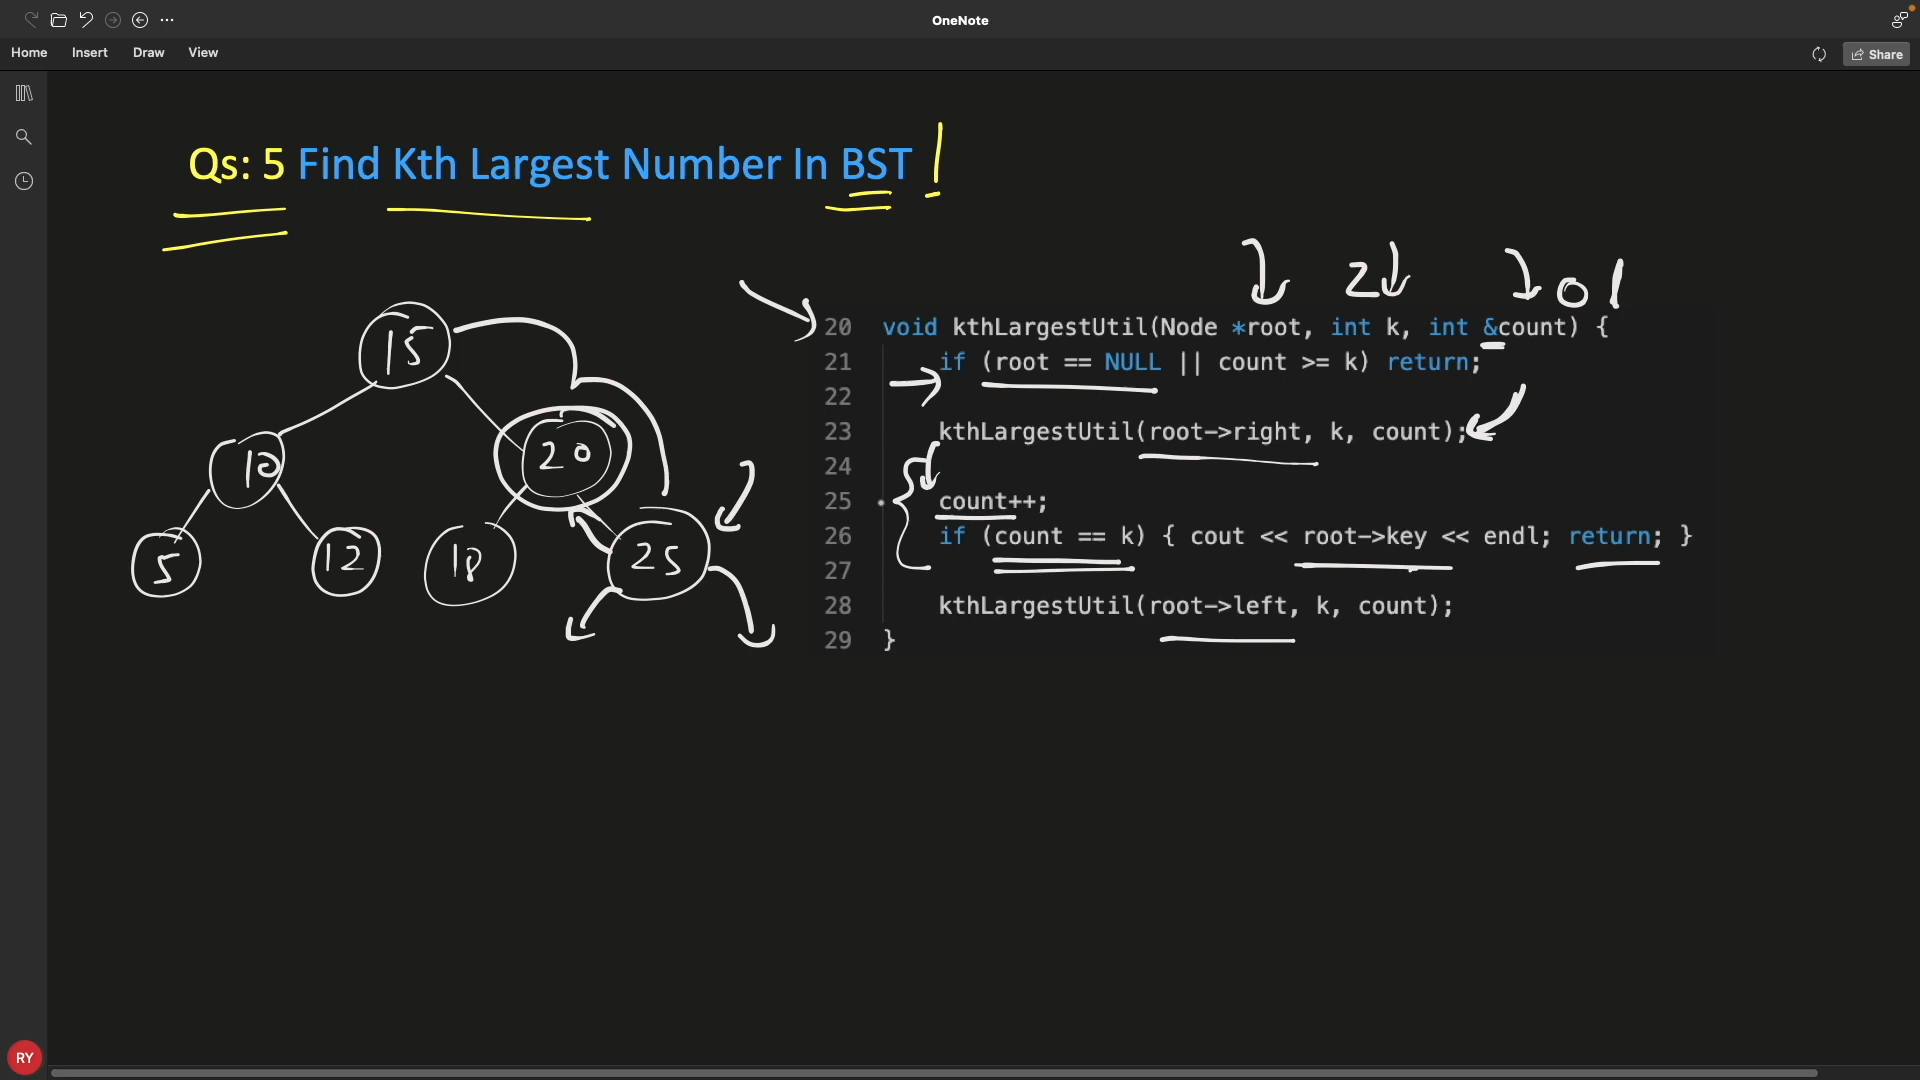 OneNote
Home Insert Draw View
Share
Qs: 5 Find Kth Largest Number In BST !
2 0 1
15
10 20
5 12 18 25
20 void kthLargestUtil(Node *root, int k, int &count) {
21 if (root == NULL || count >= k) return;
22
23 kthLargestUtil(root->right, k, count);
24
25 count++;
26 if (count == k) { cout << root->key << endl; return; }
27
28 kthLargestUtil(root->left, k, count);
29 }
RY